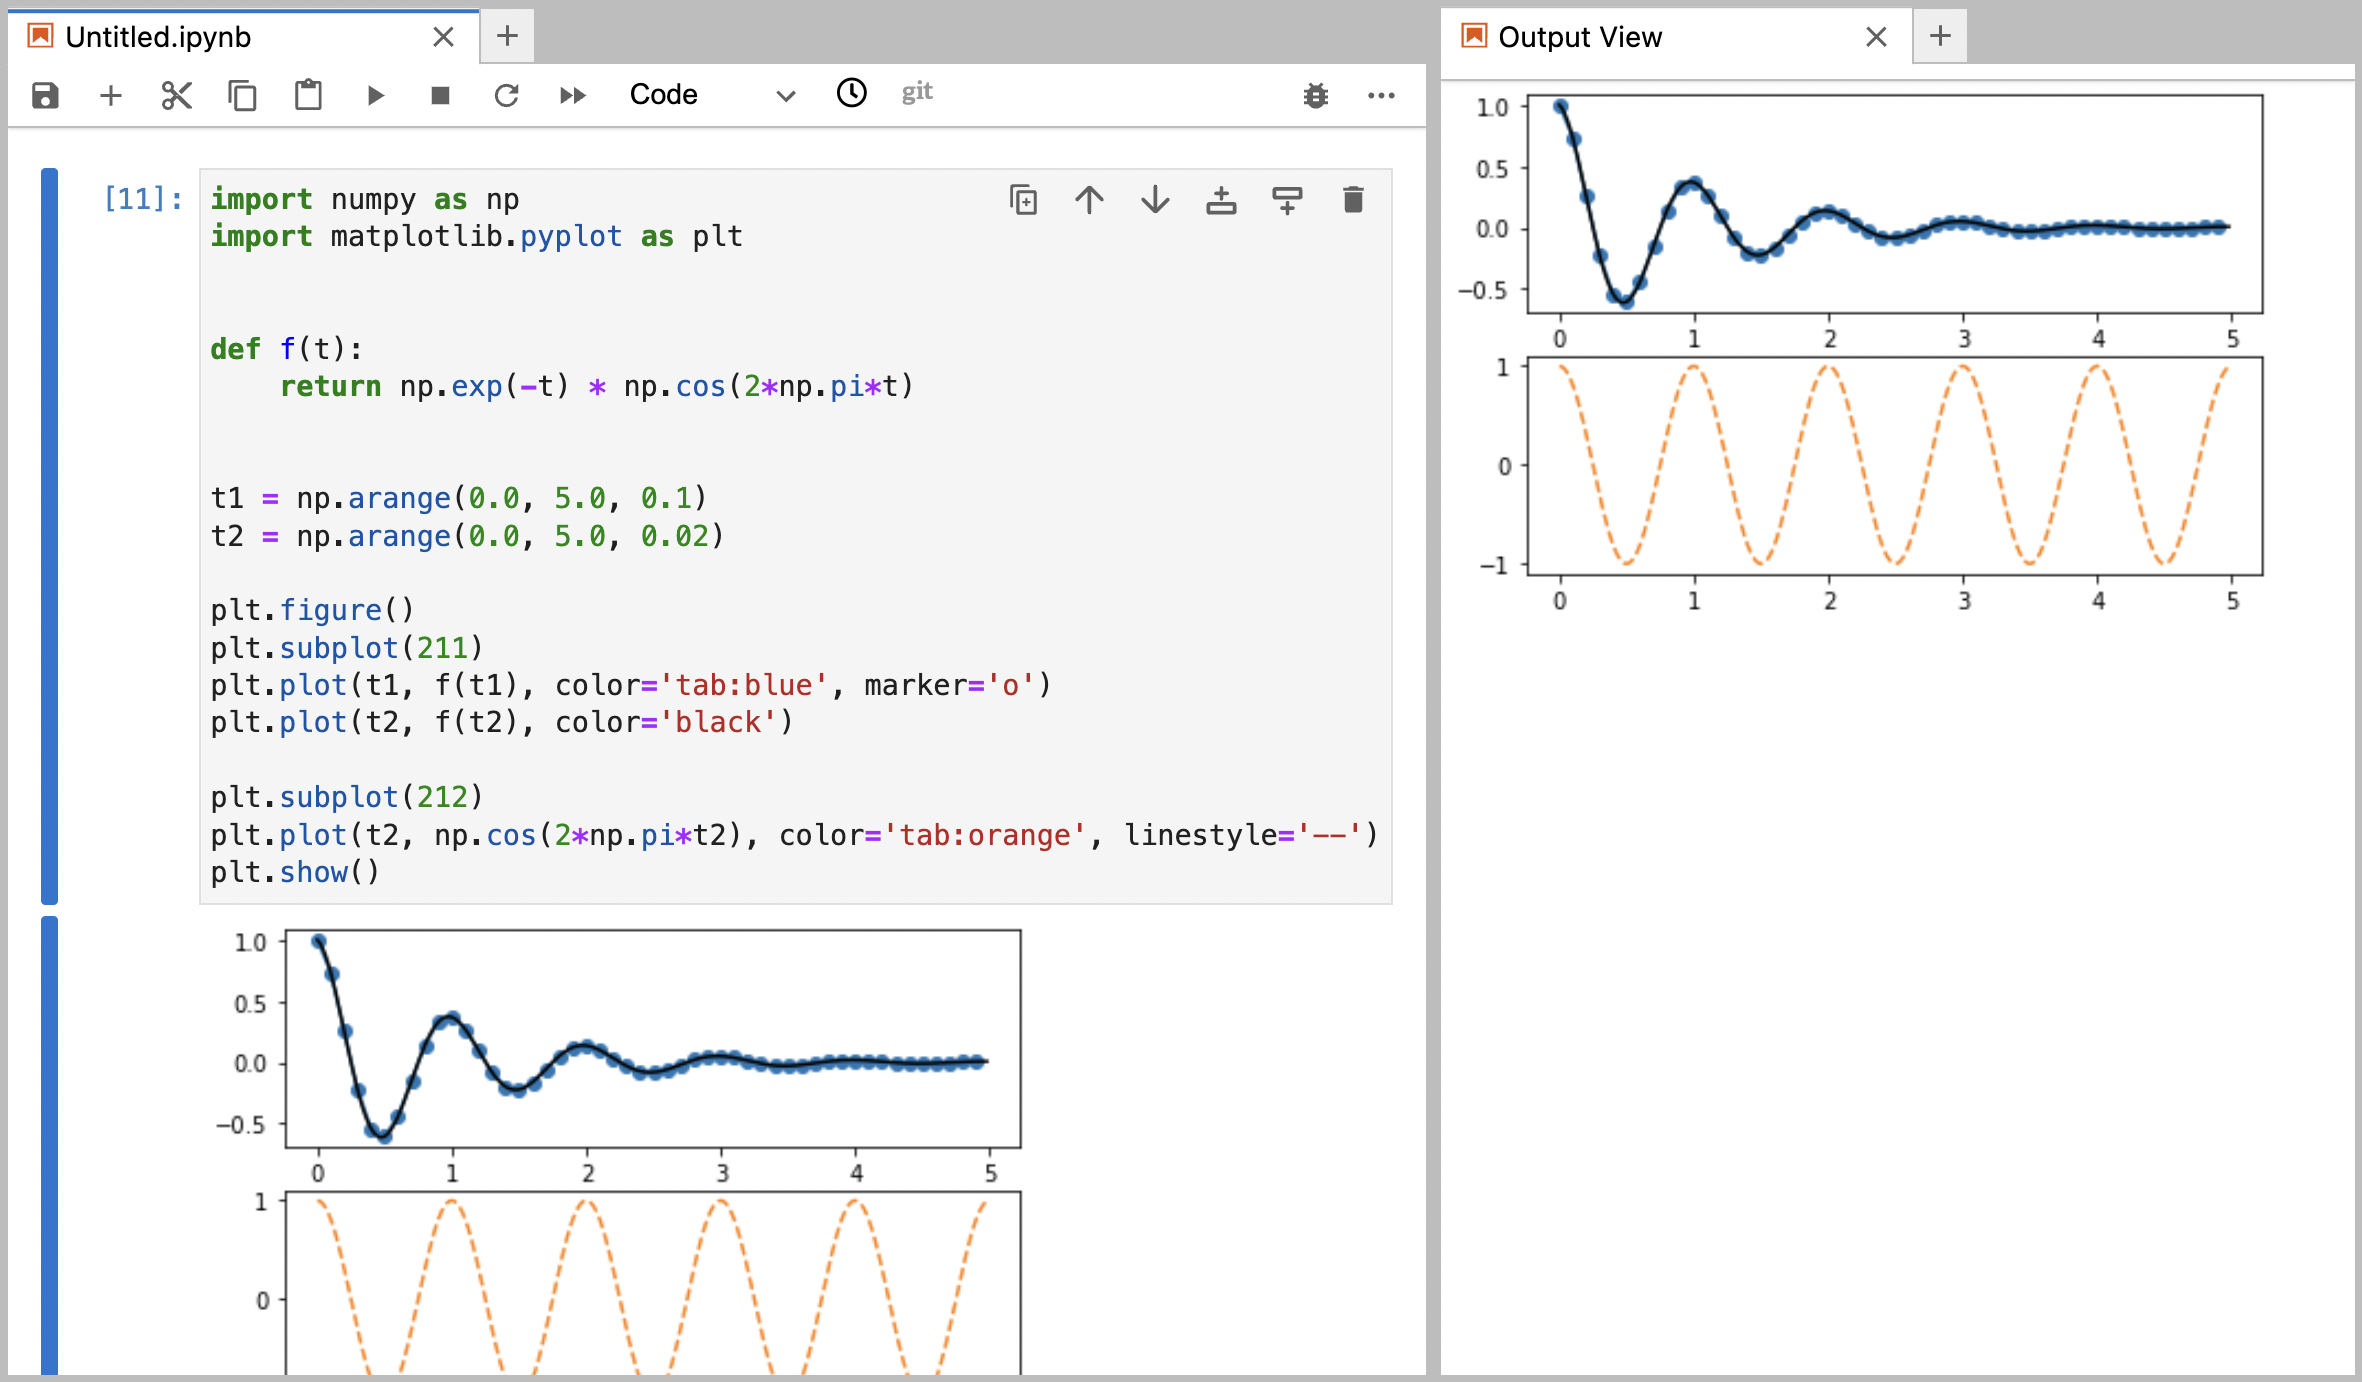 Untitled.ipynb
Code
git
[11]:
import numpy as np
import matplotlib.pyplot as plt
def f(t):
    return np.exp(-t) * np.cos(2*np.pi*t)
t1 = np.arange(0.0, 5.0, 0.1)
t2 = np.arange(0.0, 5.0, 0.02)
plt.figure()
plt.subplot(211)
plt.plot(t1, f(t1), color='tab:blue', marker='o')
plt.plot(t2, f(t2), color='black')
plt.subplot(212)
plt.plot(t2, np.cos(2*np.pi*t2), color='tab:orange', linestyle='--')
plt.show()
1.0
0.5
0.0
−0.5
0 1 2 3 4 5
1
0
Output View
1.0
0.5
0.0
−0.5
0 1 2 3 4 5
1
0
−1
0 1 2 3 4 5